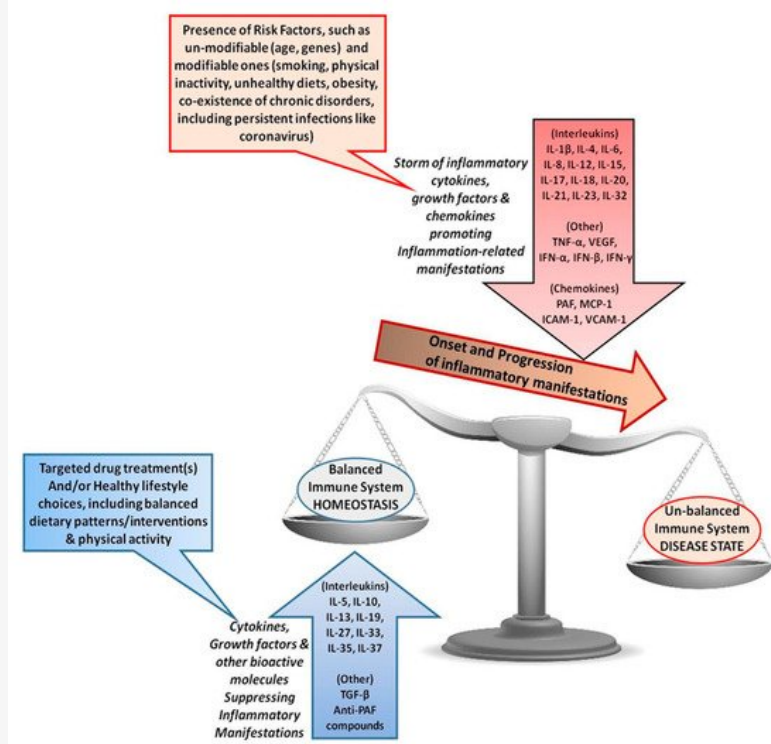 Presence of Risk Factors, such as
un-modifiable (age, genes) and
modifiable ones (smoking, physical
inactivity, unhealthy diets, obesity,
co-existence of chronic disorders,
including persistent infections like
coronavirus)
Storm of inflammatory
cytokines,
growth factors &
chemokines
promoting
Inflammation-related
manifestations
(Interleukins)
IL-1β, IL-4, IL-6,
IL-8, IL-12, IL-15,
IL-17, IL-18, IL-20,
IL-21, IL-23, IL-32
(Other)
TNF-α, VEGF,
IFN-α, IFN-β, IFN-γ
(Chemokines)
PAF, MCP-1
ICAM-1, VCAM-1
Onset and Progression
of inflammatory manifestations
Balanced
Immune System
HOMEOSTASIS
Un-balanced
Immune System
DISEASE STATE
Targeted drug treatment(s)
And/or Healthy lifestyle
choices, including balanced
dietary patterns/interventions
& physical activity
Cytokines,
Growth factors &
other bioactive
molecules
Suppressing
Inflammatory
Manifestations
(Interleukins)
IL-5, IL-10,
IL-13, IL-19,
IL-27, IL-33,
IL-35, IL-37
(Other)
TGF-β
Anti-PAF
compounds